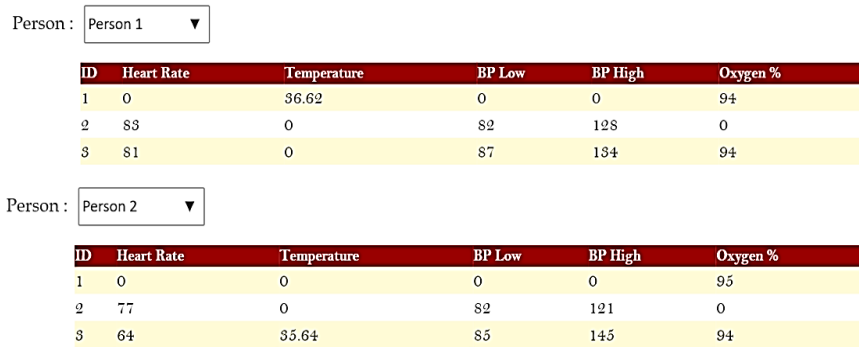 Person : Person 1 ▼
ID Heart Rate Temperature BP Low BP High Oxygen %
1 0 36.62 0 0 94
2 83 0 82 128 0
3 81 0 87 134 94
Person : Person 2 ▼
ID Heart Rate Temperature BP Low BP High Oxygen %
1 0 0 0 0 95
2 77 0 82 121 0
3 64 35.64 85 145 94